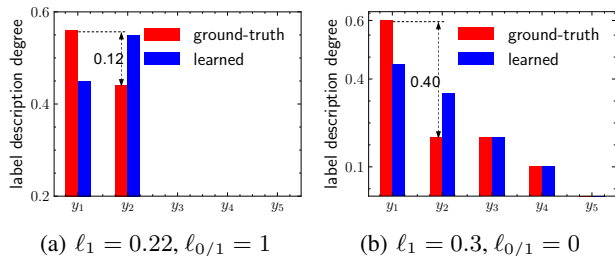 label description degree
0.6
0.4
0.2
0.12
ground-truth
learned
y₁ y₂ y₃ y₄ y₅
(a) ℓ₁ = 0.22, ℓ₀/₁ = 1
label description degree
0.6
0.4
0.1
0.40
ground-truth
learned
y₁ y₂ y₃ y₄ y₅
(b) ℓ₁ = 0.3, ℓ₀/₁ = 0